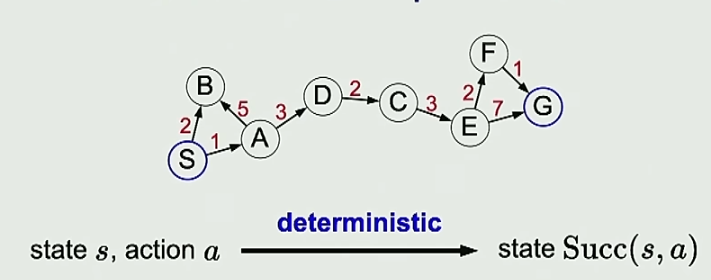 F
1
B
D
2
C
3
2
7
G
5
3
E
2
A
S
1
deterministic
state s, action a
state Succ(s, a)